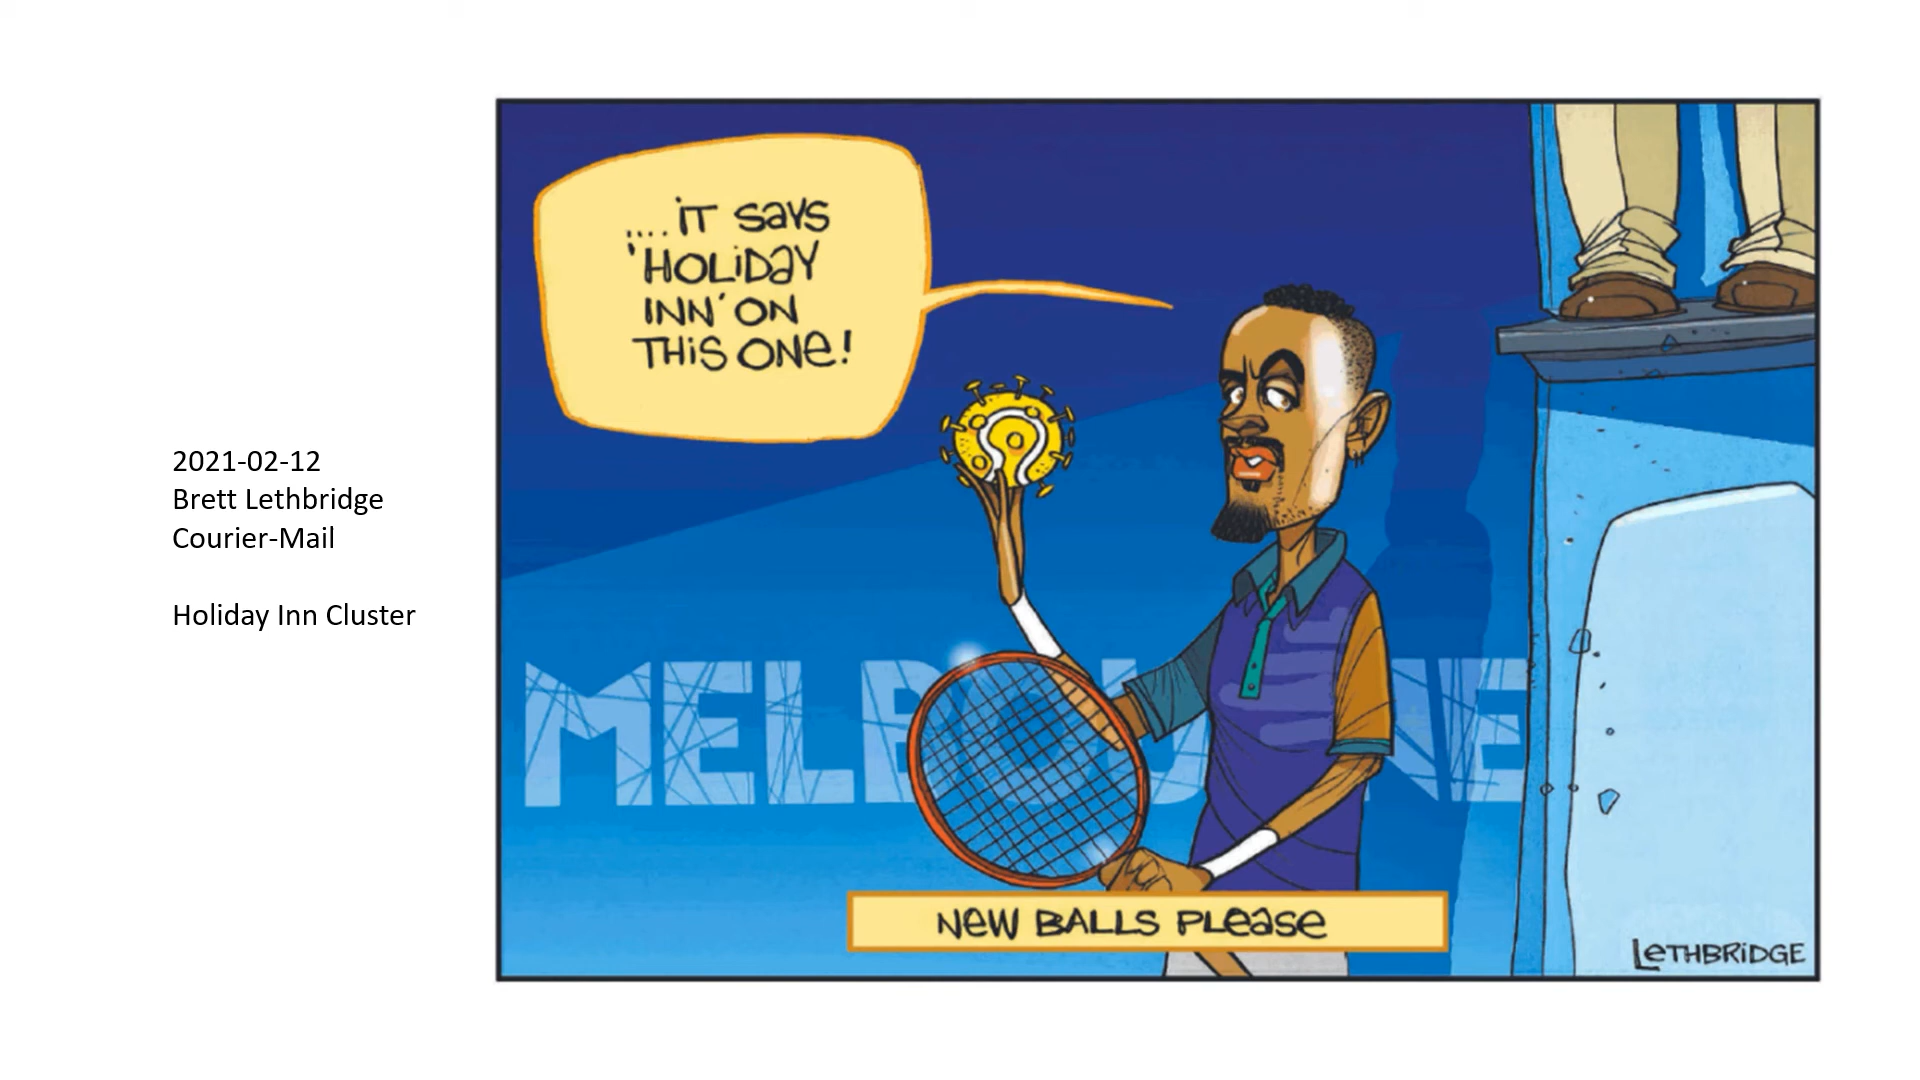 2021-02-12
Brett Lethbridge
Courier-Mail
Holiday Inn Cluster
....iT SaYS
'HOLiDaY
INN' ON
THiS ONe!
MELBOU NE
NeW BALLS PLeaSe
LeTHBRiDGE